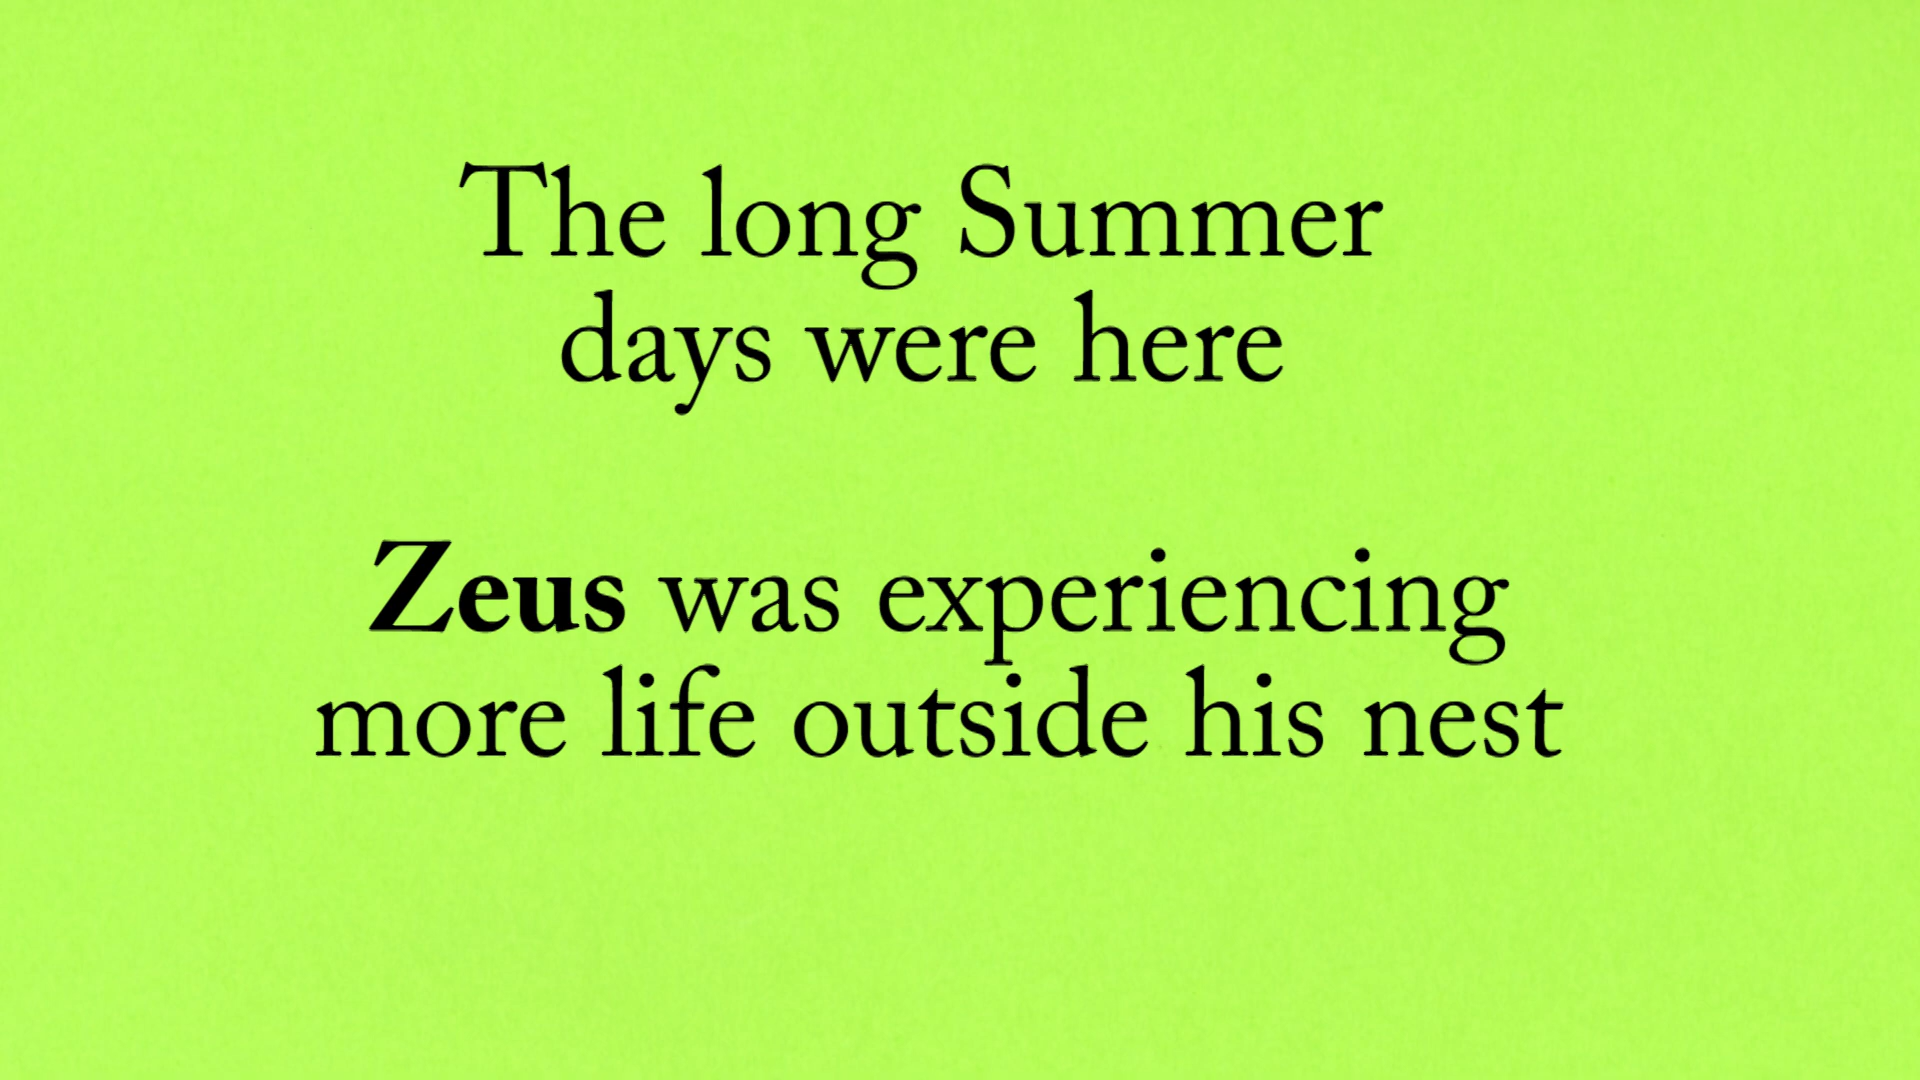 The long Summer
days were here
Zeus was experiencing
more life outside his nest